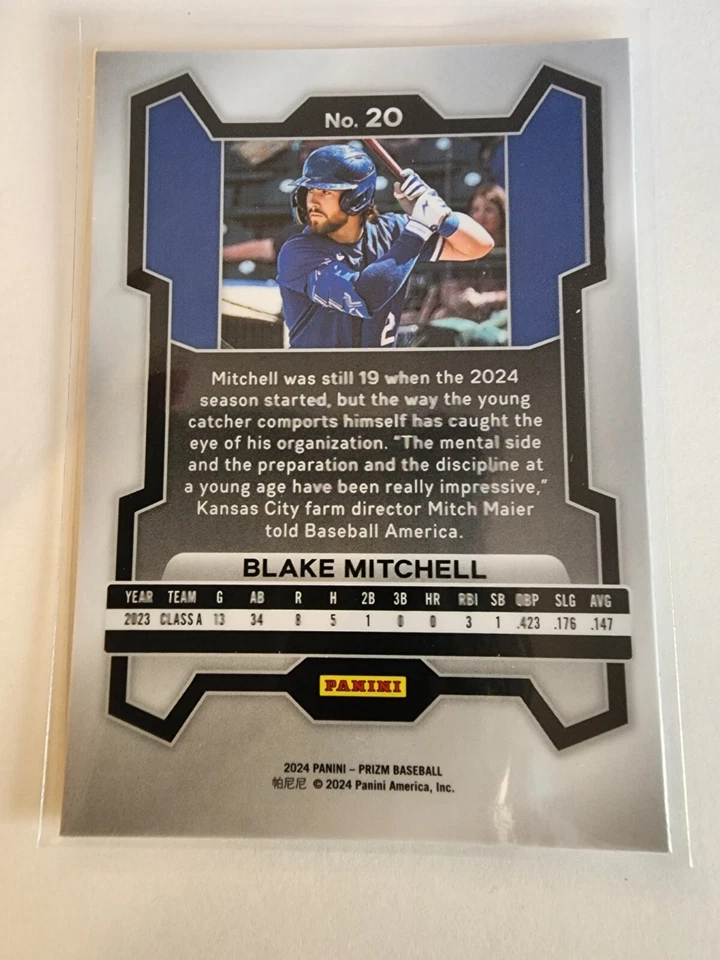 No. 20
2
Mitchell was still 19 when the 2024
season started, but the way the young
catcher comports himself has caught the
eye of his organization. "The mental side
and the preparation and the discipline at
a young age have been really impressive,"
Kansas City farm director Mitch Maier
told Baseball America.
BLAKE MITCHELL
YEAR TEAM G AB R H 2B 3B HR RBI SB OBP SLG AVG
2023 CLASS A 13 34 8 5 1 0 0 3 1 .423 .176 .147
PANINI
2024 PANINI – PRIZM BASEBALL
帕尼尼 © 2024 Panini America, Inc.